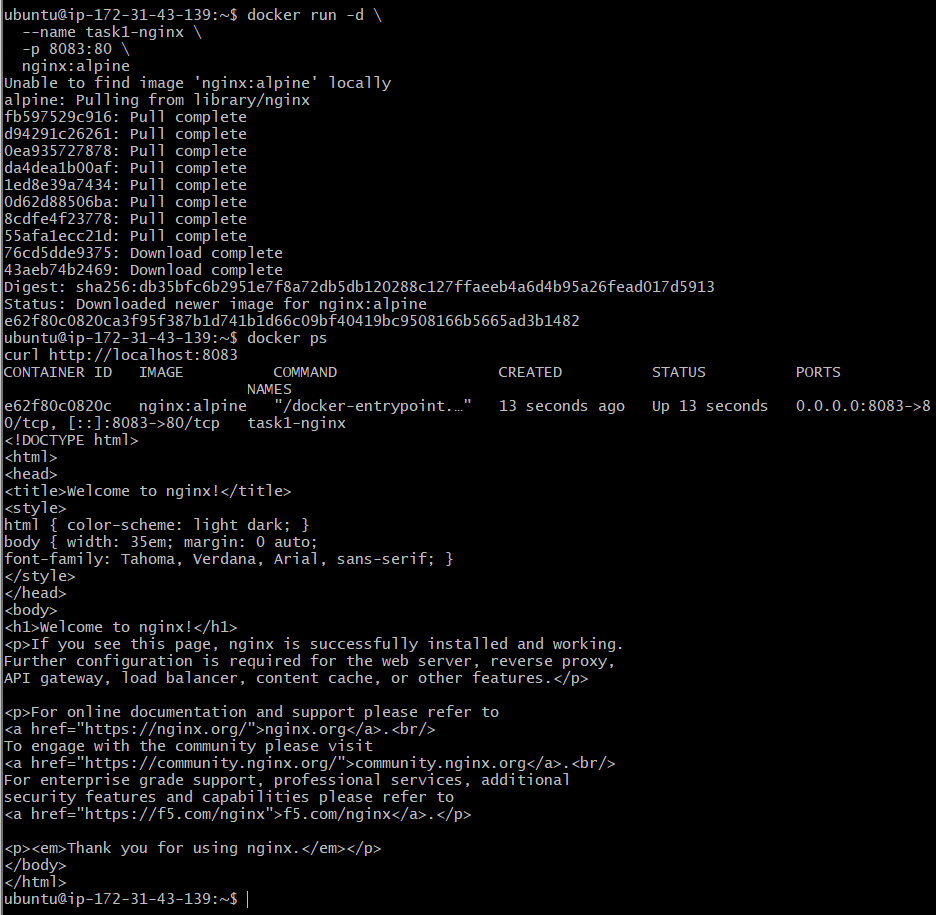 ubuntu@ip-172-31-43-139:~$ docker run -d \
  --name task1-nginx \
  -p 8083:80 \
  nginx:alpine
Unable to find image 'nginx:alpine' locally
alpine: Pulling from library/nginx
fb597529c916: Pull complete
d94291c26261: Pull complete
0ea935727878: Pull complete
da4dea1b00af: Pull complete
1ed8e39a7434: Pull complete
0d62d88506ba: Pull complete
8cdfe4f23778: Pull complete
55afa1ecc21d: Pull complete
76cd5dde9375: Download complete
43aeb74b2469: Download complete
Digest: sha256:db35bfc6b2951e7f8a72db5db120288c127ffaeeb4a6d4b95a26fead017d5913
Status: Downloaded newer image for nginx:alpine
e62f80c0820ca3f95f387b1d741b1d66c09bf40419bc9508166b5665ad3b1482
ubuntu@ip-172-31-43-139:~$ docker ps
curl http://localhost:8083
CONTAINER ID   IMAGE          COMMAND                  CREATED          STATUS          PORTS
                           NAMES
e62f80c0820c   nginx:alpine   "/docker-entrypoint.…"   13 seconds ago   Up 13 seconds   0.0.0.0:8083->8
0/tcp, [::]:8083->80/tcp   task1-nginx
<!DOCTYPE html>
<html>
<head>
<title>Welcome to nginx!</title>
<style>
html { color-scheme: light dark; }
body { width: 35em; margin: 0 auto;
font-family: Tahoma, Verdana, Arial, sans-serif; }
</style>
</head>
<body>
<h1>Welcome to nginx!</h1>
<p>If you see this page, nginx is successfully installed and working.
Further configuration is required for the web server, reverse proxy,
API gateway, load balancer, content cache, or other features.</p>

<p>For online documentation and support please refer to
<a href="https://nginx.org/">nginx.org</a>.<br/>
To engage with the community please visit
<a href="https://community.nginx.org/">community.nginx.org</a>.<br/>
For enterprise grade support, professional services, additional
security features and capabilities please refer to
<a href="https://f5.com/nginx">f5.com/nginx</a>.</p>

<p><em>Thank you for using nginx.</em></p>
</body>
</html>
ubuntu@ip-172-31-43-139:~$